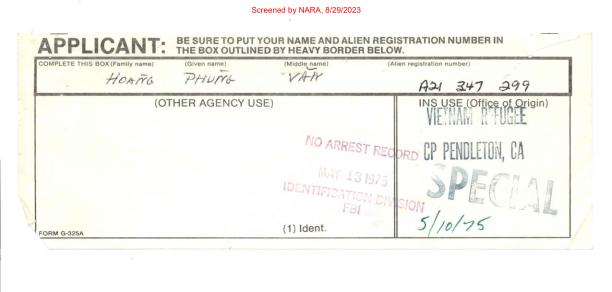 Screened by NARA, 8/29/2023
APPLICANT: BE SURE TO PUT YOUR NAME AND ALIEN REGISTRATION NUMBER IN
THE BOX OUTLINED BY HEAVY BORDER BELOW.
COMPLETE THIS BOX (Family name) (Given name) (Middle name) (Alien registration number)
HOANG PHUNG VAN A21 347 299
(OTHER AGENCY USE) INS USE (Office of Origin)
VIETNAM REFUGEE
NO ARREST RECORD CP PENDLETON, CA
MAY 13 1975 SPECIAL
IDENTIFICATION DIVISION
FBI 5/10/75
(1) Ident.
FORM G-325A